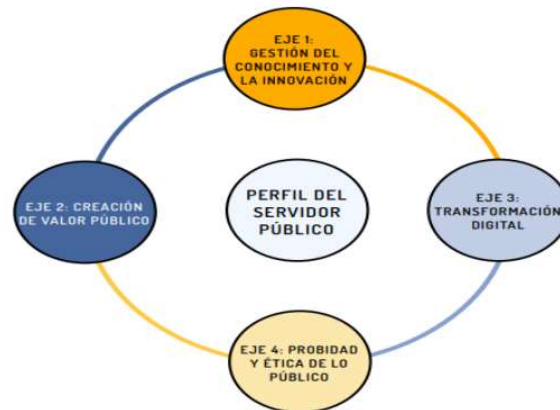 EJE 1:
GESTIÓN DEL
CONOCIMIENTO Y
LA INNOVACIÓN
EJE 2: CREACIÓN
DE VALOR PÚBLICO
PERFIL DEL
SERVIDOR
PÚBLICO
EJE 3:
TRANSFORMACIÓN
DIGITAL
EJE 4: PROBIDAD
Y ÉTICA DE LO
PÚBLICO